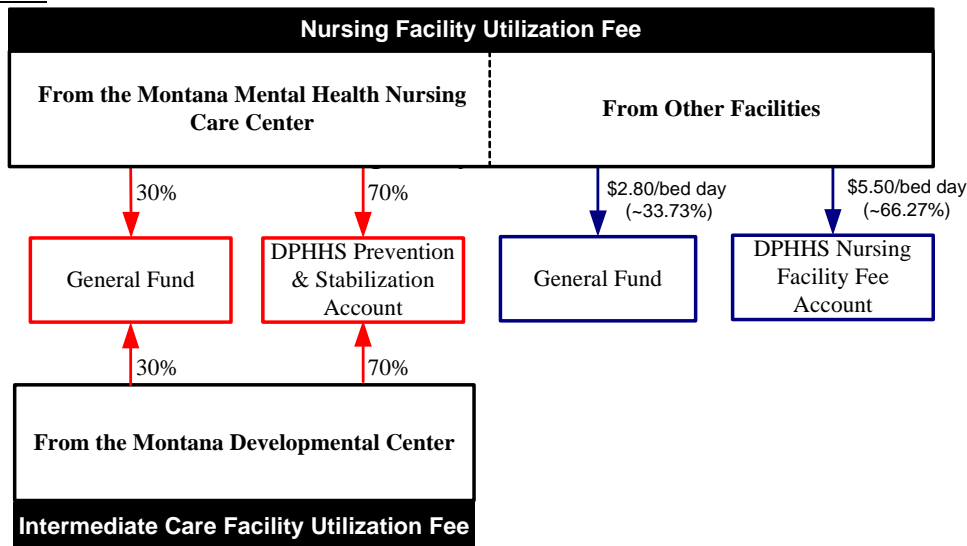 Nursing Facility Utilization Fee
From the Montana Mental Health Nursing
Care Center
From Other Facilities
30%
70%
$2.80/bed day
(~33.73%)
$5.50/bed day
(~66.27%)
General Fund
DPHHS Prevention
& Stabilization
Account
General Fund
DPHHS Nursing
Facility Fee
Account
30%
70%
From the Montana Developmental Center
Intermediate Care Facility Utilization Fee